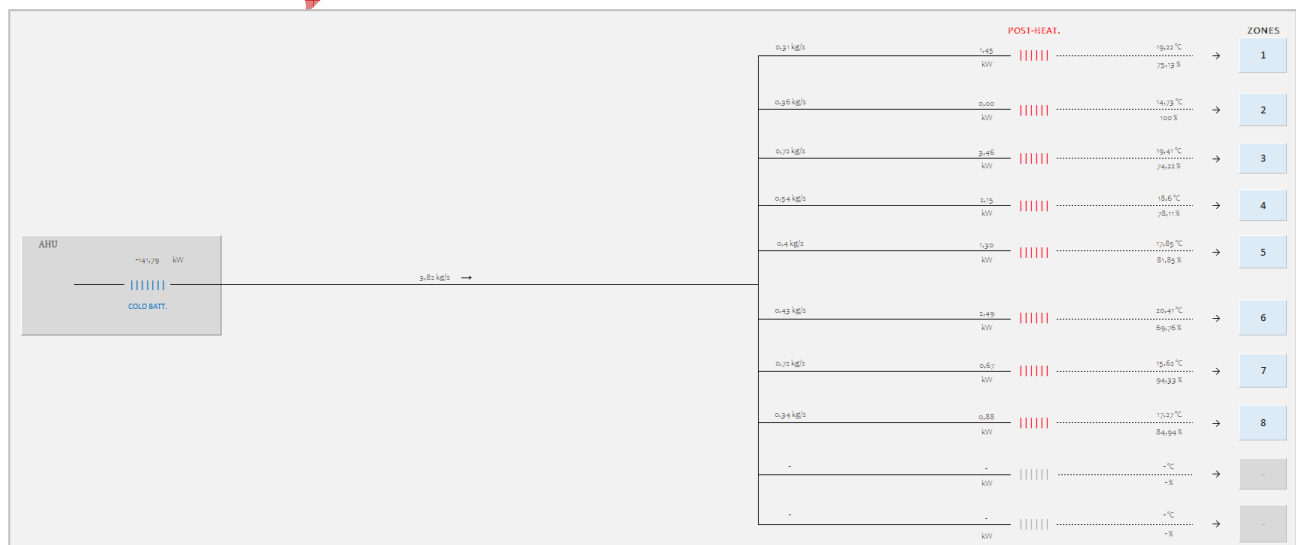 POST-HEAT. ZONES
0,31 kg/s 1,45 19,22 °C → 1
kW 75,13 %
0,36 kg/s 0,00 14,73 °C → 2
kW 100 %
0,72 kg/s 3,46 19,41 °C → 3
kW 74,22 %
0,54 kg/s 2,15 18,6 °C → 4
kW 78,11 %
AHU
0,4 kg/s 1,30 17,85 °C → 5
kW 81,85 %
-141,79 kW
3,82 kg/s →
COLD BATT.
0,43 kg/s 2,49 20,41 °C → 6
kW 69,76 %
0,72 kg/s 0,67 15,62 °C → 7
kW 94,33 %
0,34 kg/s 0,88 17,27 °C → 8
kW 84,94 %
- - - °C → -
kW - %
- - - °C → -
kW - %